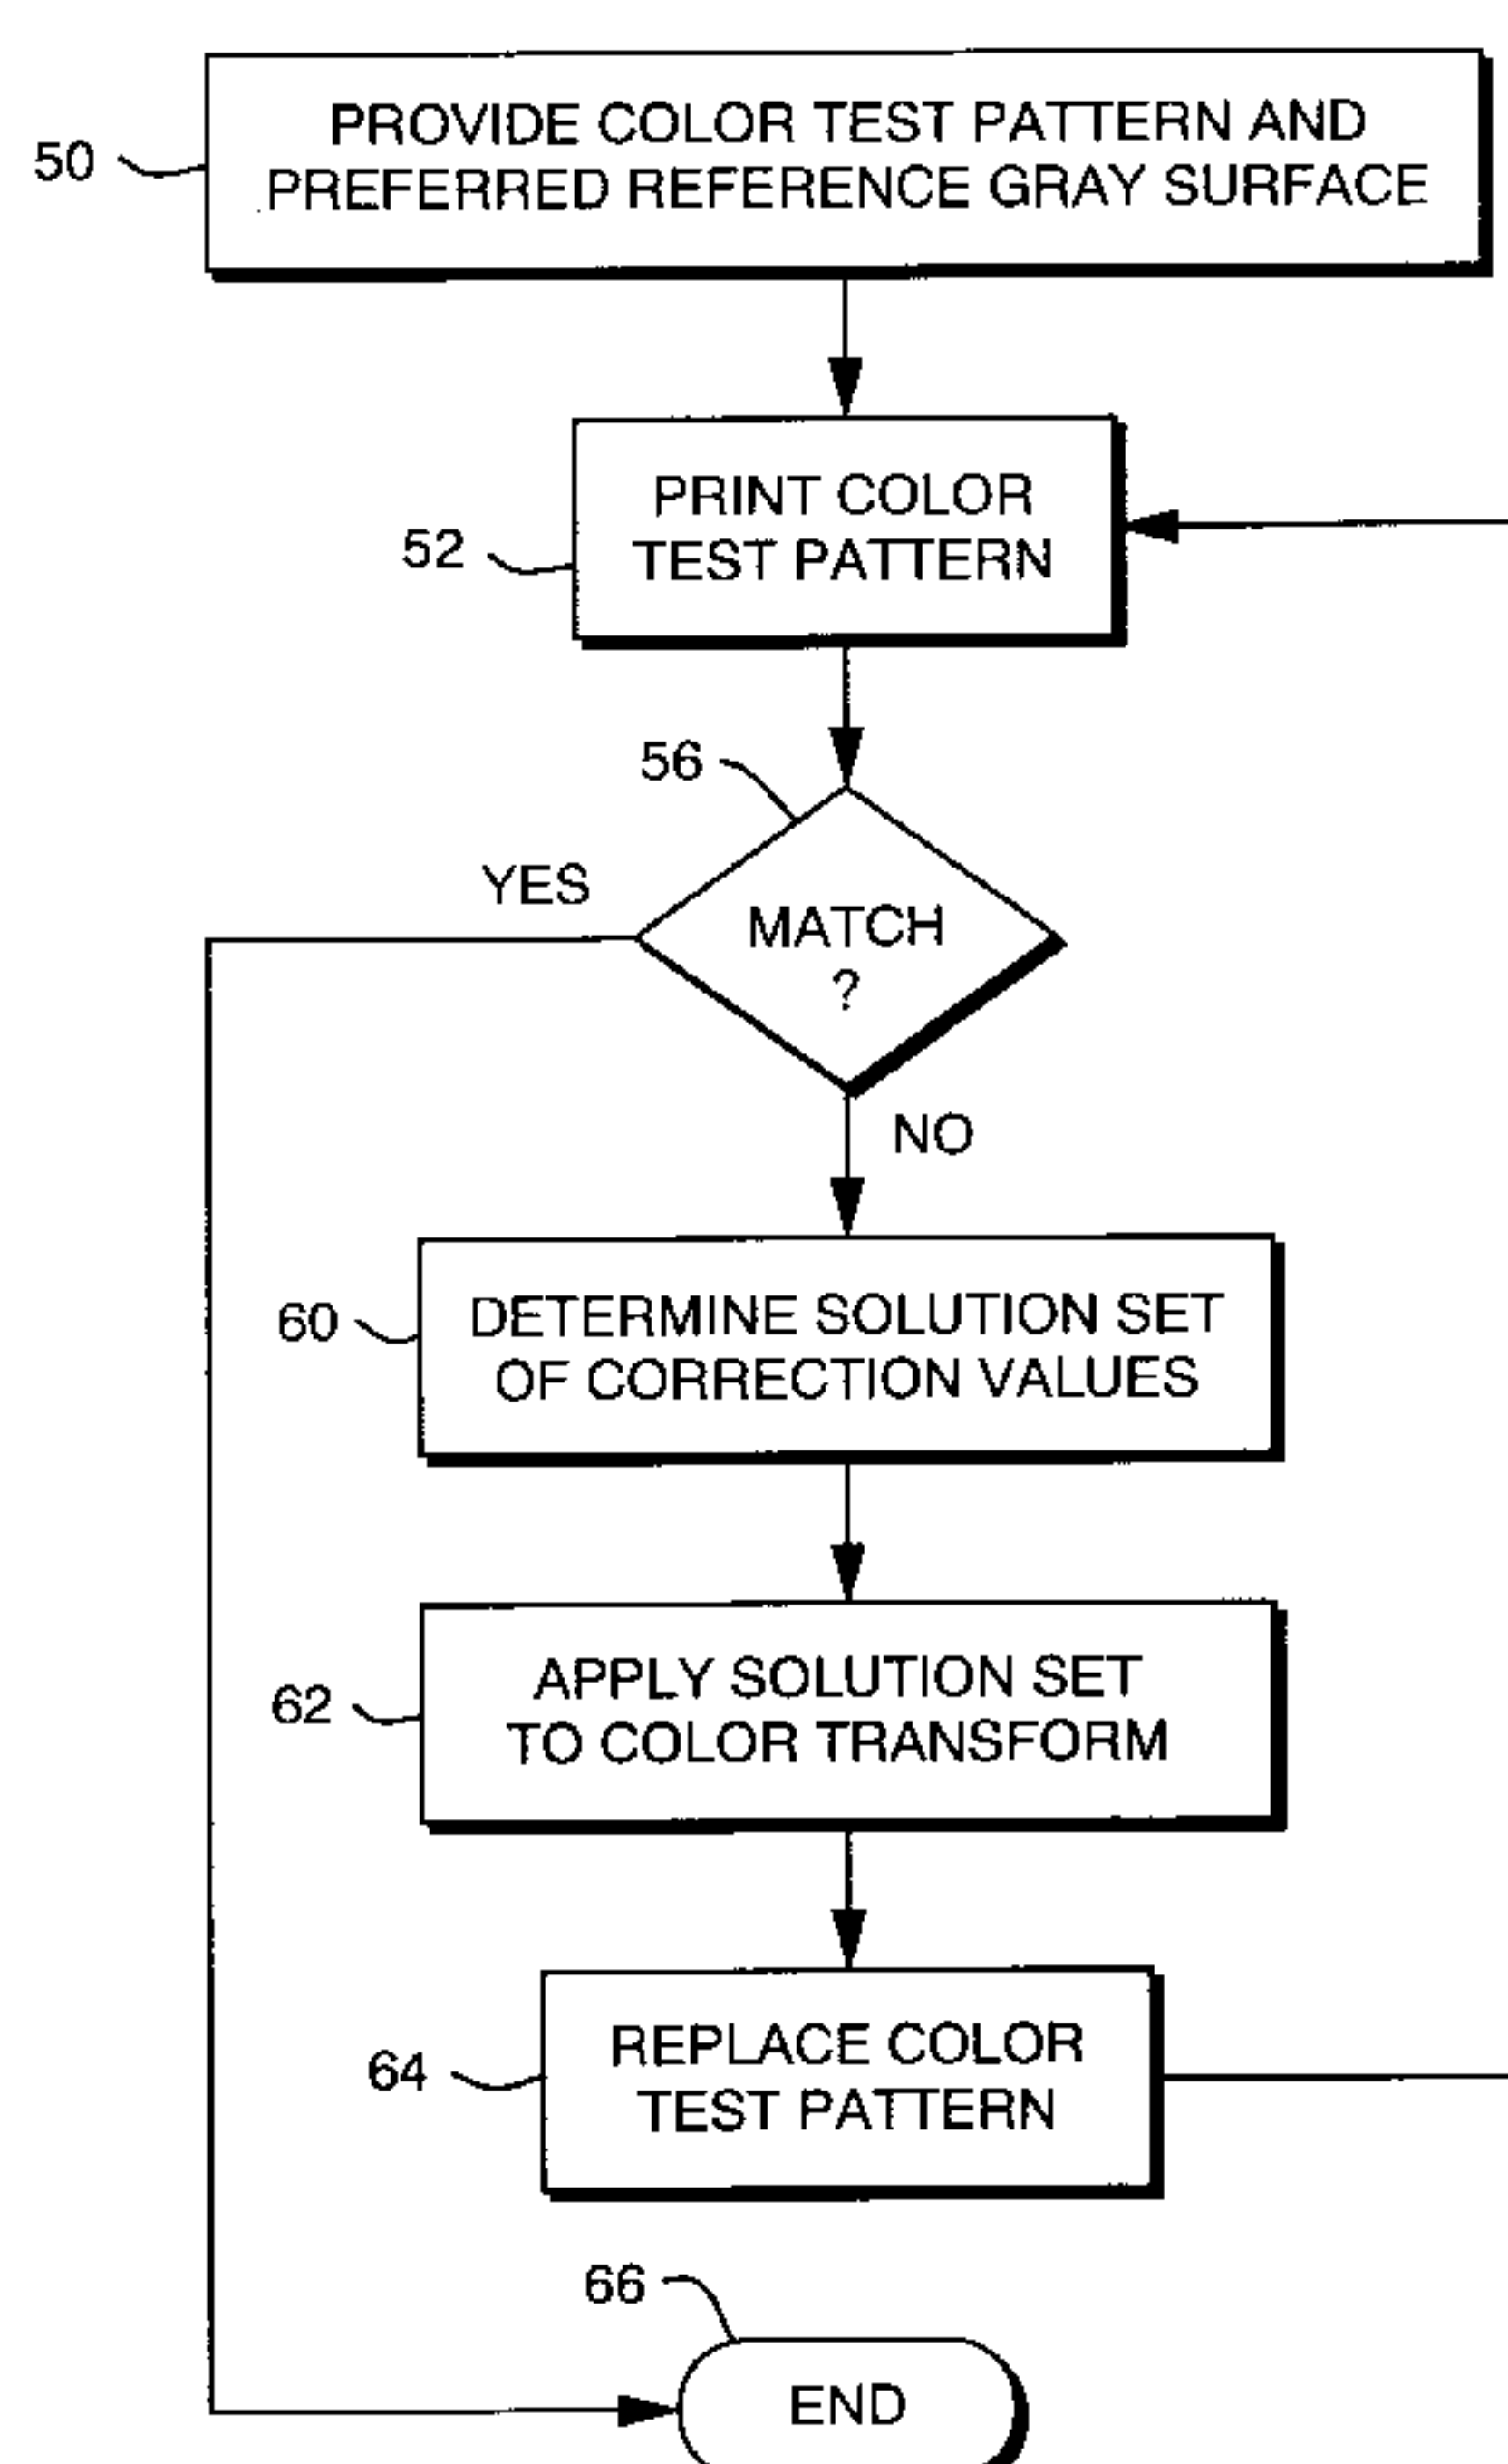 PROVIDE COLOR TEST PATTERN AND
50
PREFERRED REFERENCE GRAY SURFACE
PRINT COLOR
52
TEST PATTERN
56
YES
MATCH
?
NO
60
DETERMINE SOLUTION SET
OF CORRECTION VALUES
APPLY SOLUTION SET
62
TO COLOR TRANSFORM
REPLACE COLOR
64
TEST PATTERN
66
END